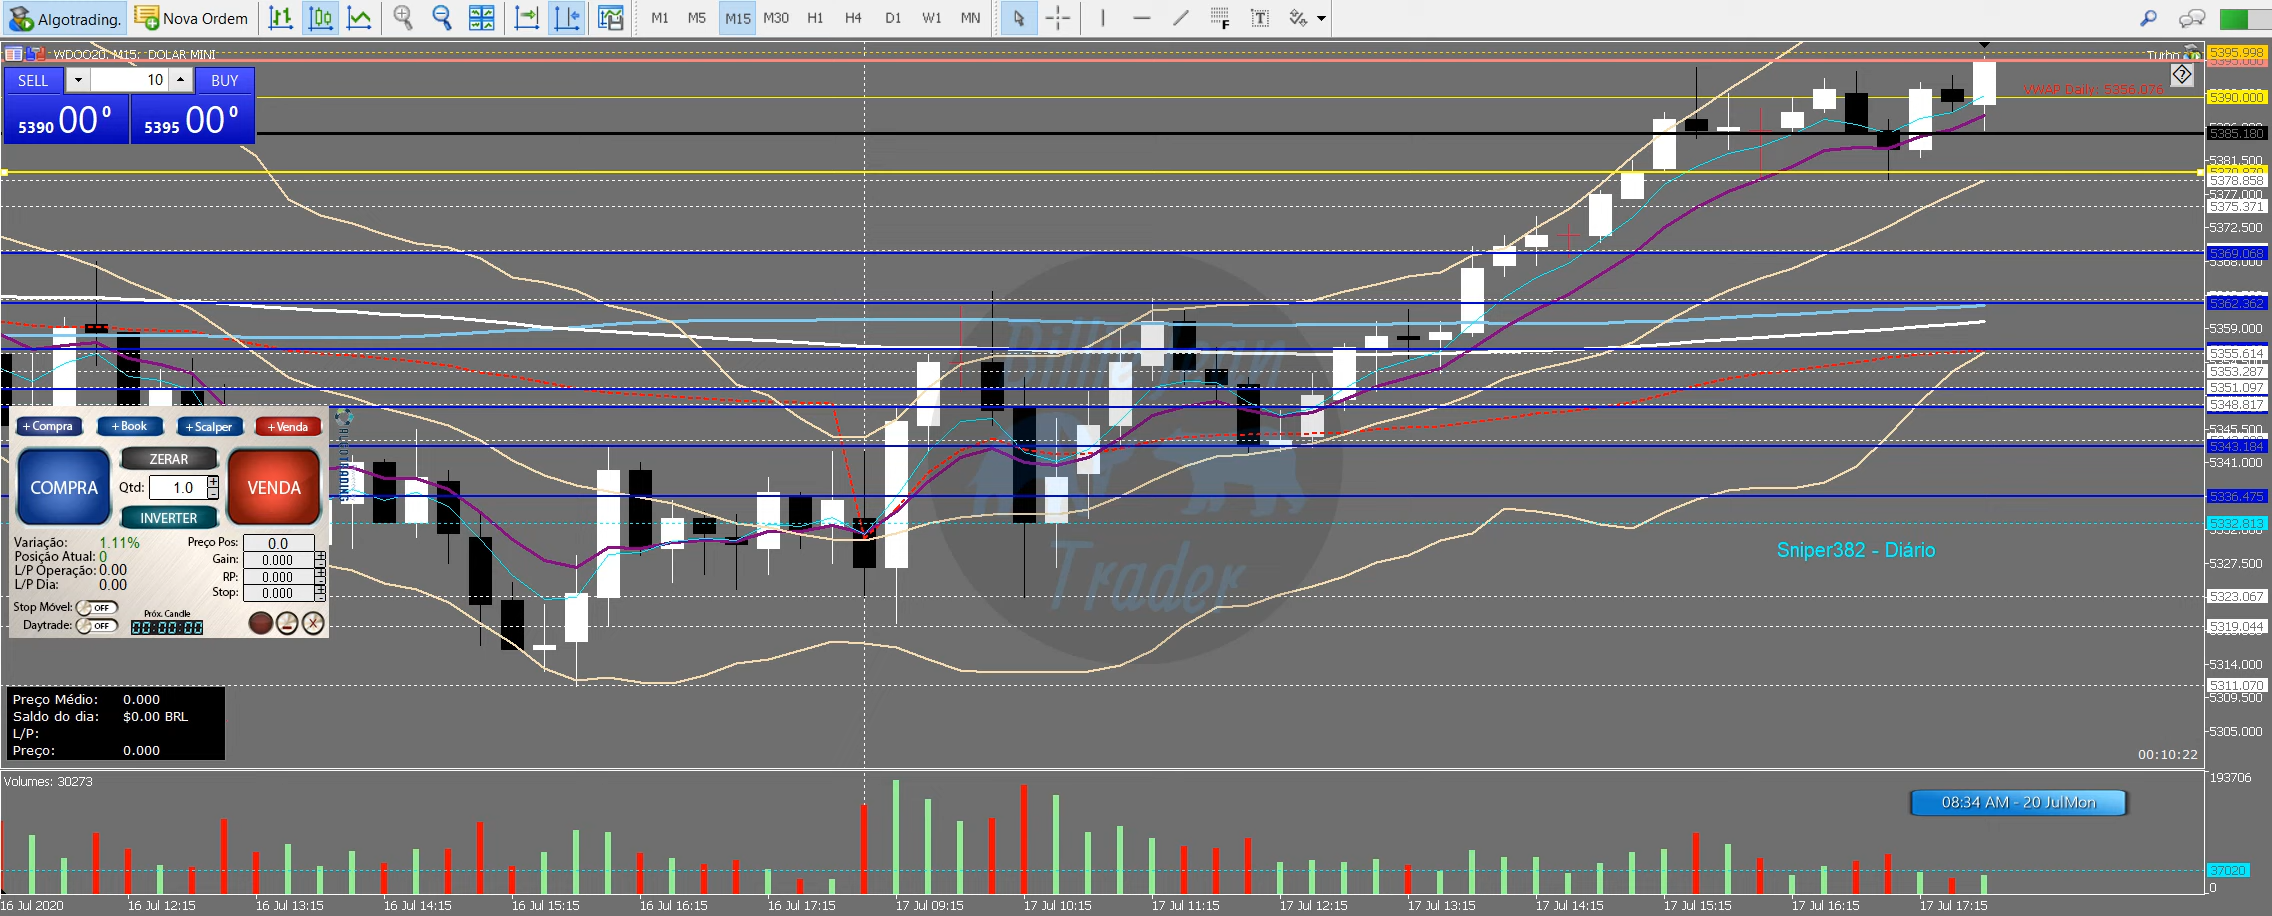 Algotrading. Nova Ordem M1 M5 M15 M30 H1 H4 D1 W1 MN
WDOQ20, M15: DOLAR MINI
Turbo
SELL 10 BUY
5390 00 0 5395 00 0
VWAP Daily: 5356.076
5395.998
5395.000
5390.000
5385.180
5381.500
5378.858
5377.000
5375.371
5372.500
5369.068
5368.000
5362.362
5359.000
5355.614
5353.287
5351.097
5348.817
5345.500
5343.184
5341.000
5336.475
5332.813
5327.500
5323.067
5319.044
5314.000
5311.070
5309.500
5305.000
+Compra +Book +Scalper +Venda
COMPRA ZERAR VENDA
Qtd: 1.0
INVERTER
Variação: 1.11% Preço Pos: 0.0
Posição Atual: 0 Gain: 0.000
L/P Operação: 0.00 RP: 0.000
L/P Dia: 0.00 Stop: 0.000
Stop Móvel: OFF Próx. Candle
Daytrade: OFF 00:00:00
Trader
Sniper382 - Diário
Preço Médio: 0.000
Saldo do dia: $0.00 BRL
L/P:
Preço: 0.000
00:10:22
Volumes: 30273
193706
08:34 AM - 20 JulMon
37020
0
16 Jul 2020 16 Jul 12:15 16 Jul 13:15 16 Jul 14:15 16 Jul 15:15 16 Jul 16:15 16 Jul 17:15 17 Jul 09:15 17 Jul 10:15 17 Jul 11:15 17 Jul 12:15 17 Jul 13:15 17 Jul 14:15 17 Jul 15:15 17 Jul 16:15 17 Jul 17:15